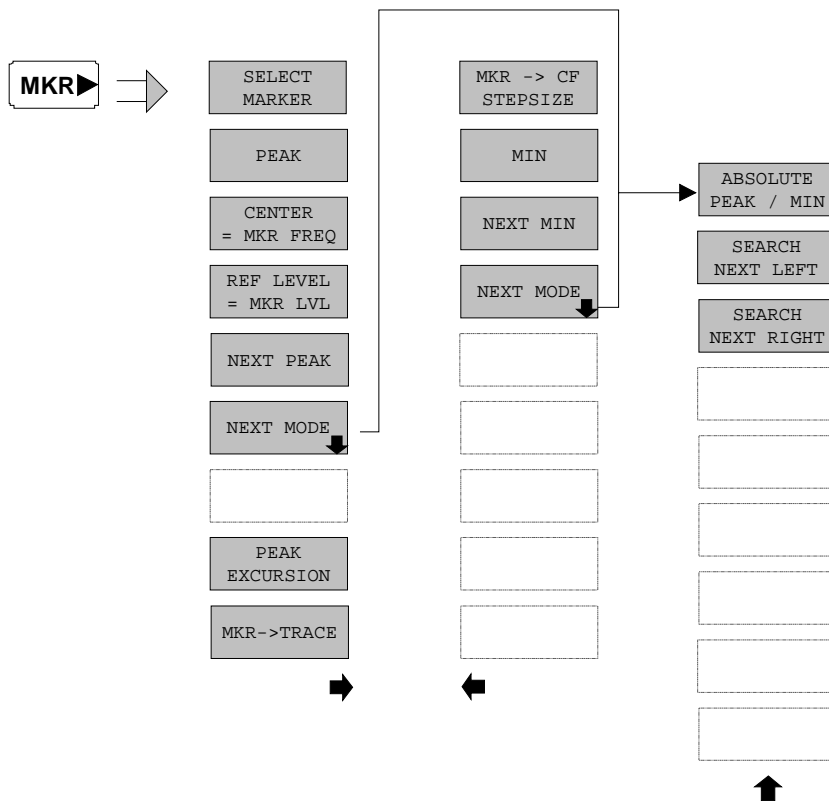 MKR
SELECT
MARKER
PEAK
CENTER
= MKR FREQ
REF LEVEL
= MKR LVL
NEXT PEAK
NEXT MODE
PEAK
EXCURSION
MKR->TRACE
MKR -> CF
STEPSIZE
MIN
NEXT MIN
NEXT MODE
ABSOLUTE
PEAK / MIN
SEARCH
NEXT LEFT
SEARCH
NEXT RIGHT